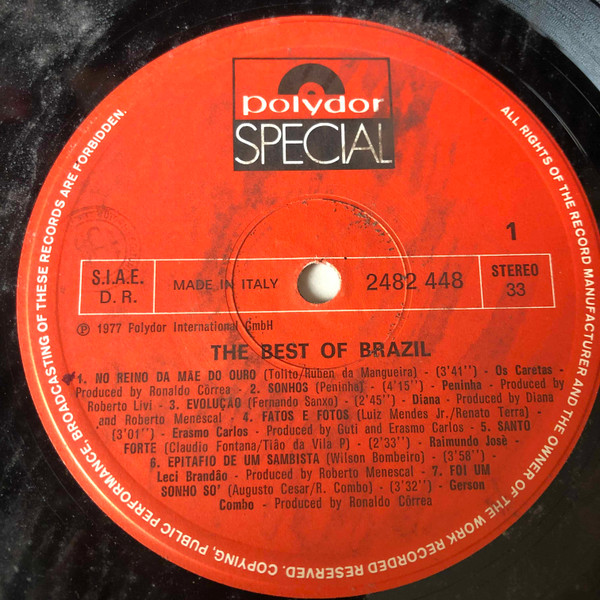 polydor
SPECIAL
1
S.I.A.E.
D. R.
MADE IN ITALY
2482 448
STEREO
33
℗ 1977 Polydor International GmbH
THE BEST OF BRAZIL
1. NO REINO DA MAE DO OURO (Tolito/Ruben da Mangueira) - (3'41'') - Os Caretas -
Produced by Ronaldo Côrrea - 2. SONHOS (Peninha) - (4'15'') - Peninha - Produced by
Roberto Livi - 3. EVOLUÇÃO (Fernando Sanxo) - (2'45'') - Diana - Produced by Diana
and Roberto Menescal - 4. FATOS E FOTOS (Luiz Mendes Jr./Renato Terra) -
(3'01'') - Erasmo Carlos - Produced by Guti and Erasmo Carlos - 5. SANTO
FORTE (Claudio Fontana/Tião da Vila P) - (2'33'') - Raimundo Josè -
6. EPITAFIO DE UM SAMBISTA (Wilson Bombeiro) - (3'58'') -
Leci Brandão - Produced by Roberto Menescal - 7. FOI UM
SONHO SO' (Augusto Cesar/R. Combo) - (3'32'') - Gerson
Combo - Produced by Ronaldo Côrrea
ALL RIGHTS OF THE RECORD MANUFACTURER AND THE OWNER OF THE WORK RECORDED RESERVED. COPYING, PUBLIC PERFORMANCE, BROADCASTING OF THESE RECORDS ARE FORBIDDEN.